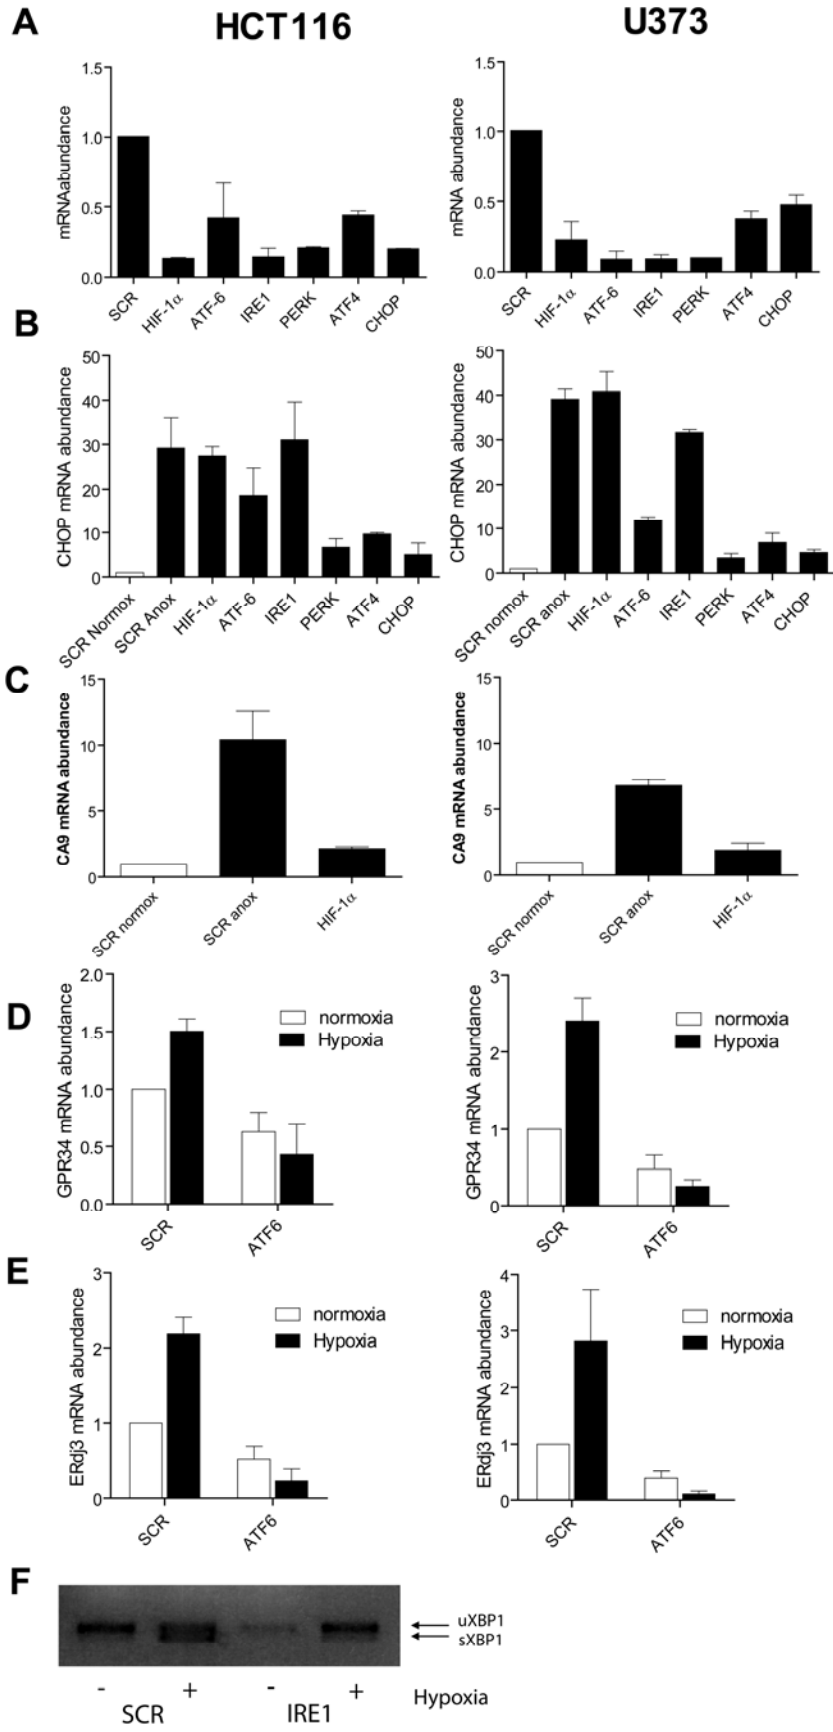 A HCT116 U373
mRNAabundance
1.5
1.0
0.5
0.0
SCR HIF-1α ATF-6 IRE1 PERK ATF4 CHOP
mRNA abundance
1.5
1.0
0.5
0.0
SCR HIF-1α ATF-6 IRE1 PERK ATF4 CHOP
B
CHOP mRNA abundance
50
40
30
20
10
0
SCR Normox SCR Anox HIF-1α ATF-6 IRE1 PERK ATF4 CHOP
CHOP mRNA abundance
50
40
30
20
10
0
SCR normox SCR anox HIF-1α ATF-6 IRE1 PERK ATF4 CHOP
C
CA9 mRNA abundance
15
10
5
0
SCR normox SCR anox HIF-1α
CA9 mRNA abundance
15
10
5
0
SCR normox SCR anox HIF-1α
D
GPR34 mRNA abundance
2.0
1.5
1.0
0.5
0.0
normoxia
Hypoxia
SCR ATF6
GPR34 mRNA abundance
3
2
1
0
normoxia
Hypoxia
SCR ATF6
E
ERdj3 mRNA abundance
3
2
1
0
normoxia
Hypoxia
SCR ATF6
ERdj3 mRNA abundance
4
3
2
1
0
normoxia
Hypoxia
SCR ATF6
F
uXBP1
sXBP1
- + - + Hypoxia
SCR IRE1